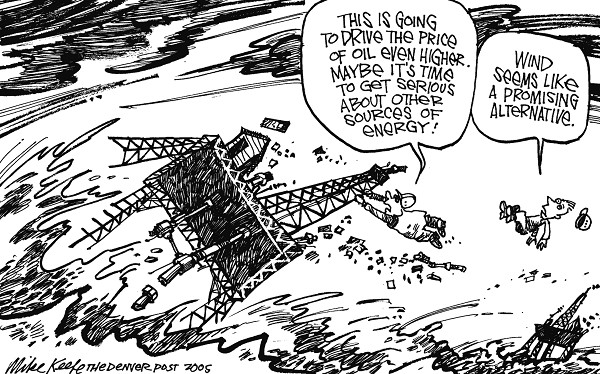 THIS IS GOING
TO DRIVE THE PRICE
OF OIL EVEN HIGHER.
MAYBE IT'S TIME
TO GET SERIOUS
ABOUT OTHER
SOURCES OF
ENERGY!
WIND
SEEMS LIKE
A PROMISING
ALTERNATIVE.
Mike Keefe THE DENVER POST 2005